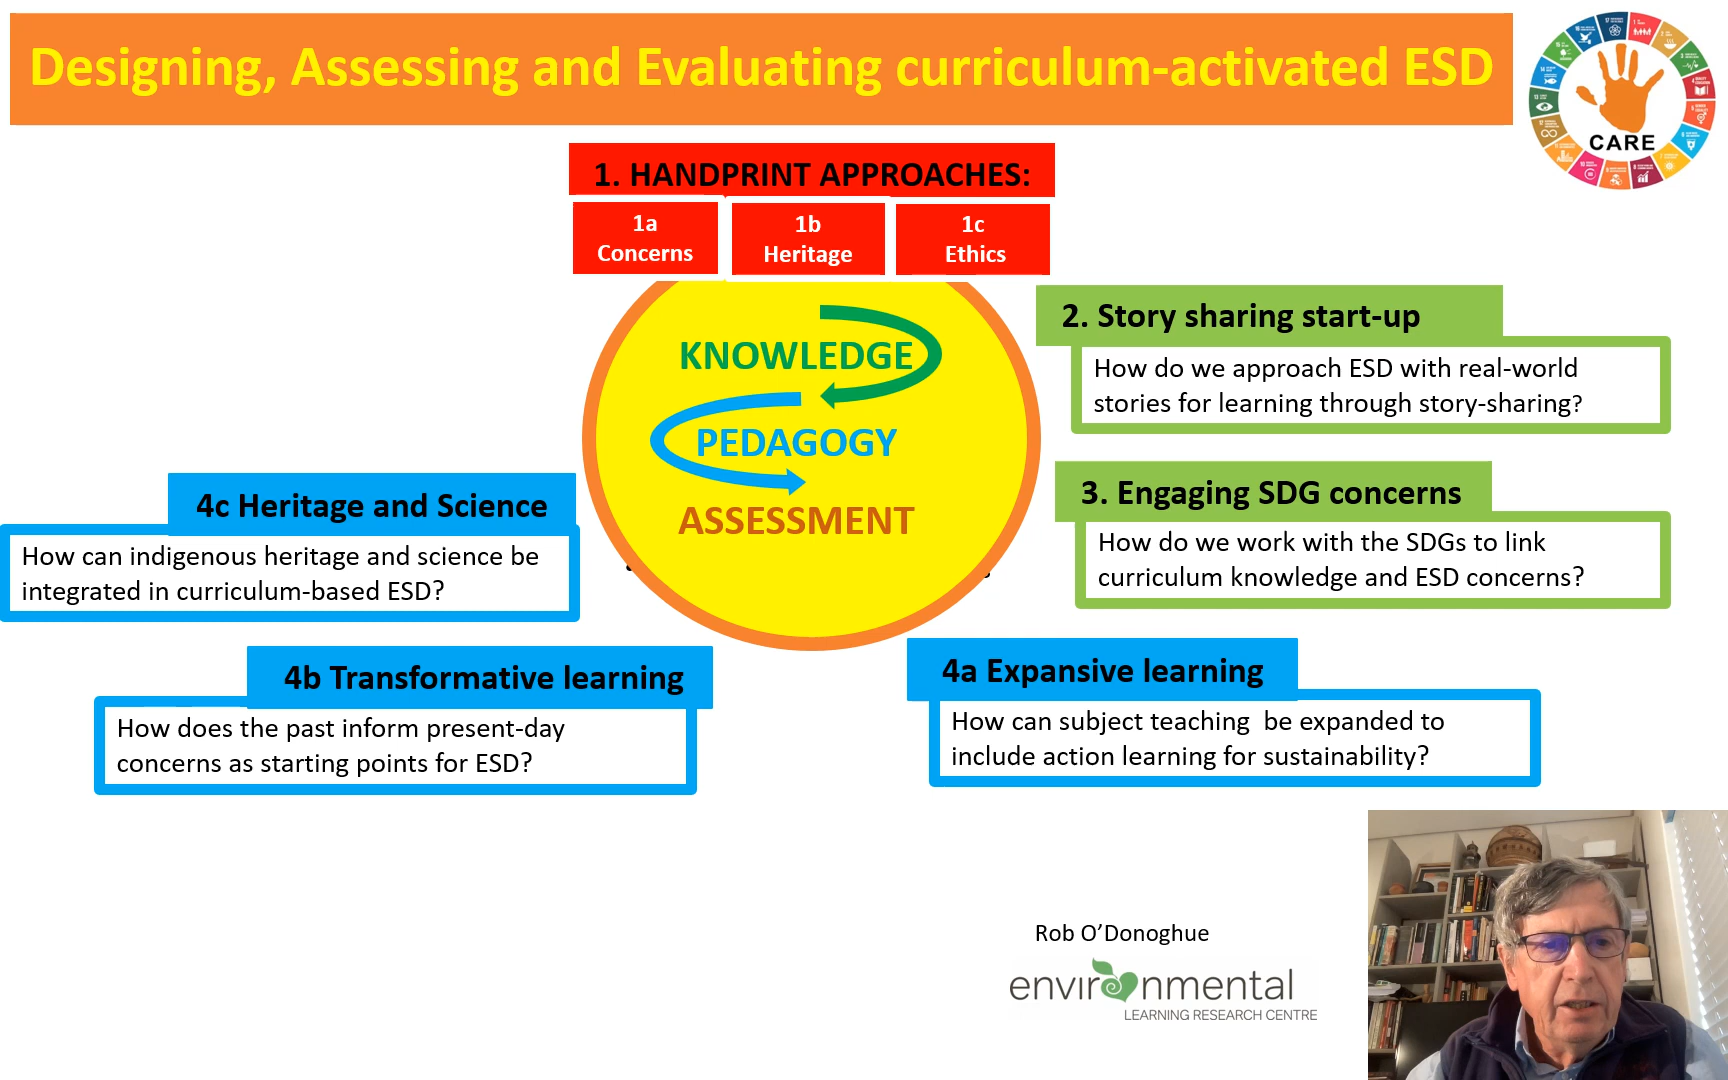 Designing, Assessing and Evaluating curriculum-activated ESD
CARE
1. HANDPRINT APPROACHES:
1a
Concerns
1b
Heritage
1c
Ethics
KNOWLEDGE
PEDAGOGY
ASSESSMENT
2. Story sharing start-up
How do we approach ESD with real-world
stories for learning through story-sharing?
3. Engaging SDG concerns
How do we work with the SDGs to link
curriculum knowledge and ESD concerns?
4a Expansive learning
How can subject teaching be expanded to
include action learning for sustainability?
4b Transformative learning
How does the past inform present-day
concerns as starting points for ESD?
4c Heritage and Science
How can indigenous heritage and science be
integrated in curriculum-based ESD?
Rob O’Donoghue
environmental
LEARNING RESEARCH CENTRE